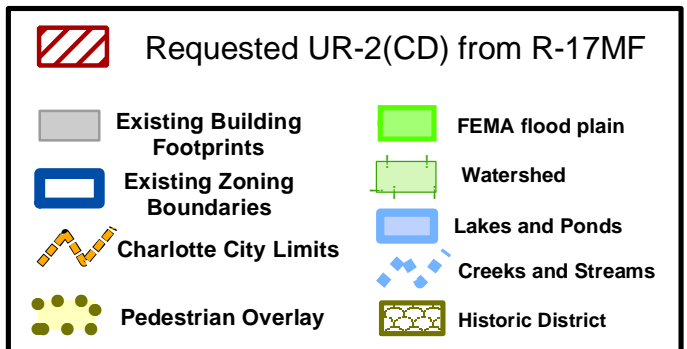 Requested UR-2(CD) from R-17MF
Existing Building
Footprints
Existing Zoning
Boundaries
Charlotte City Limits
Pedestrian Overlay
FEMA flood plain
Watershed
Lakes and Ponds
Creeks and Streams
Historic District